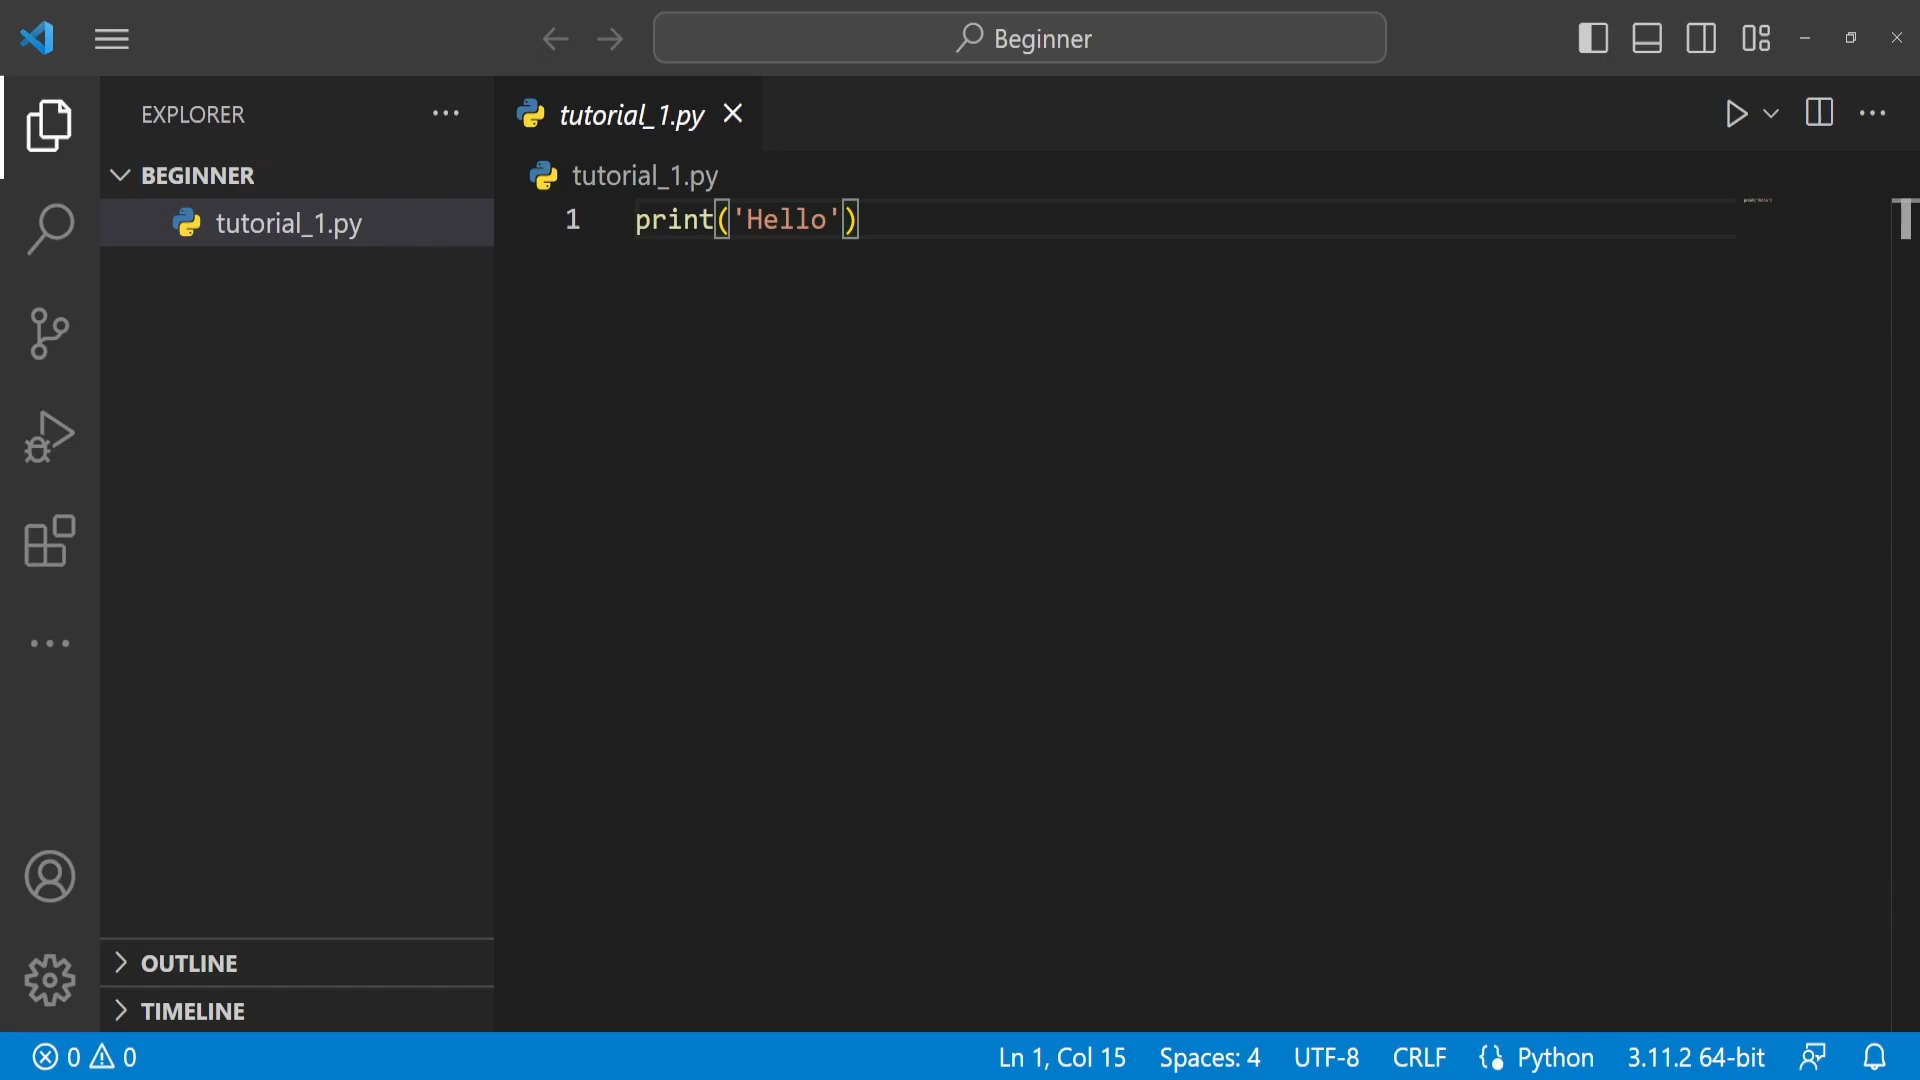 Beginner
EXPLORER
BEGINNER
tutorial_1.py
OUTLINE
TIMELINE
tutorial_1.py
tutorial_1.py
1 print('Hello')
0 0
Ln 1, Col 15 Spaces: 4 UTF-8 CRLF Python 3.11.2 64-bit